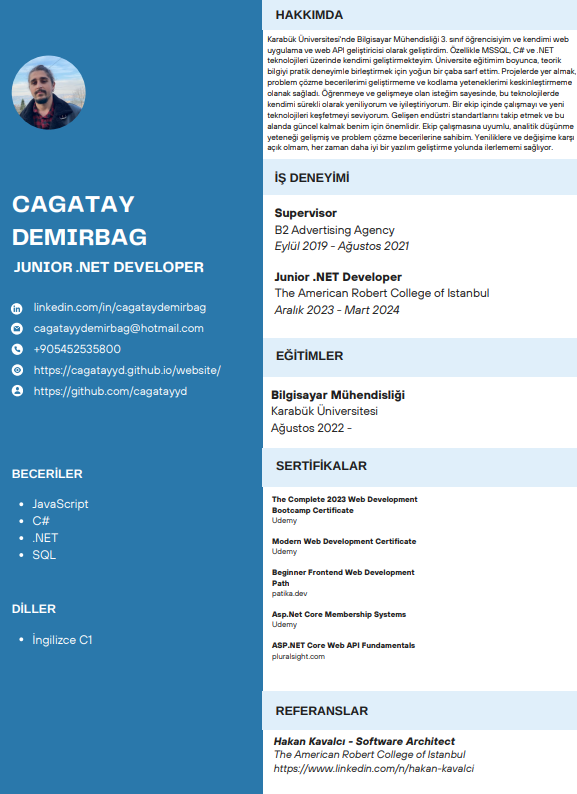 CAGATAY
DEMIRBAG
JUNIOR .NET DEVELOPER
linkedin.com/in/cagataydemirbag
cagatayydemirbag@hotmail.com
+905452535800
https://cagatayyd.github.io/website/
https://github.com/cagatayyd
BECERİLER
• JavaScript
• C#
• .NET
• SQL
DİLLER
• İngilizce C1
HAKKIMDA
Karabük Üniversitesi'nde Bilgisayar Mühendisliği 3. sınıf öğrencisiyim ve kendimi web
uygulama ve web API geliştiricisi olarak geliştirdim. Özellikle MSSQL, C# ve .NET
teknolojileri üzerinde kendimi geliştirmekteyim. Üniversite eğitimim boyunca, teorik
bilgiyi pratik deneyimle birleştirmek için yoğun bir çaba sarf ettim. Projelerde yer almak,
problem çözme becerilerimi geliştirmeme ve kodlama yeteneklerimi keskinleştirmeme
olanak sağladı. Öğrenmeye ve gelişmeye olan isteğim sayesinde, bu teknolojilerde
kendimi sürekli olarak yeniliyorum ve iyileştiriyorum. Bir ekip içinde çalışmayı ve yeni
teknolojileri keşfetmeyi seviyorum. Gelişen endüstri standartlarını takip etmek ve bu
alanda güncel kalmak benim için önemlidir. Ekip çalışmasına uyumlu, analitik düşünme
yeteneği gelişmiş ve problem çözme becerilerine sahibim. Yeniliklere ve değişime karşı
açık olmam, her zaman daha iyi bir yazılım geliştirme yolunda ilerlememi sağlıyor.
İŞ DENEYİMİ
Supervisor
B2 Advertising Agency
Eylül 2019 - Ağustos 2021
Junior .NET Developer
The American Robert College of Istanbul
Aralık 2023 - Mart 2024
EĞİTİMLER
Bilgisayar Mühendisliği
Karabük Üniversitesi
Ağustos 2022 -
SERTİFİKALAR
The Complete 2023 Web Development
Bootcamp Certificate
Udemy
Modern Web Development Certificate
Udemy
Beginner Frontend Web Development
Path
patika.dev
Asp.Net Core Membership Systems
Udemy
ASP.NET Core Web API Fundamentals
pluralsight.com
REFERANSLAR
Hakan Kavalcı - Software Architect
The American Robert College of Istanbul
https://www.linkedin.com/n/hakan-kavalci